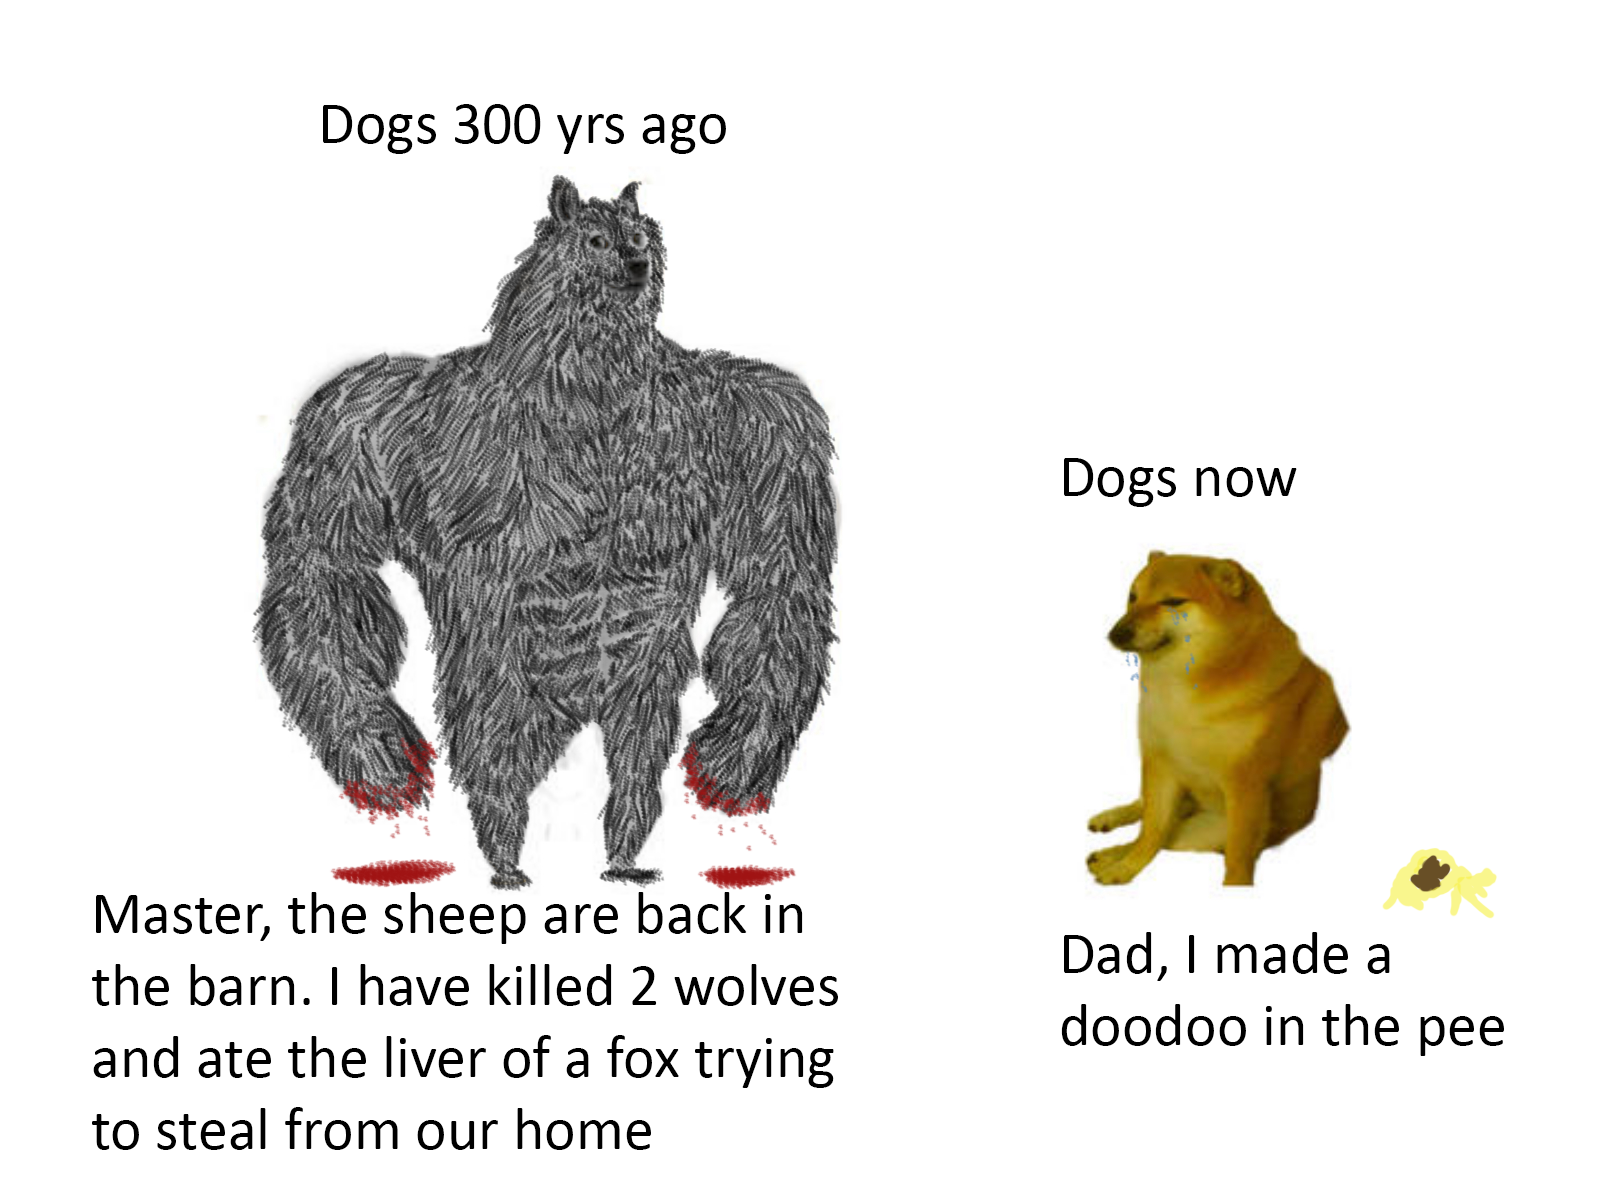 Dogs 300 yrs ago
Master, the sheep are back in
the barn. I have killed 2 wolves
and ate the liver of a fox trying
to steal from our home
Dogs now
Dad, I made a
doodoo in the pee